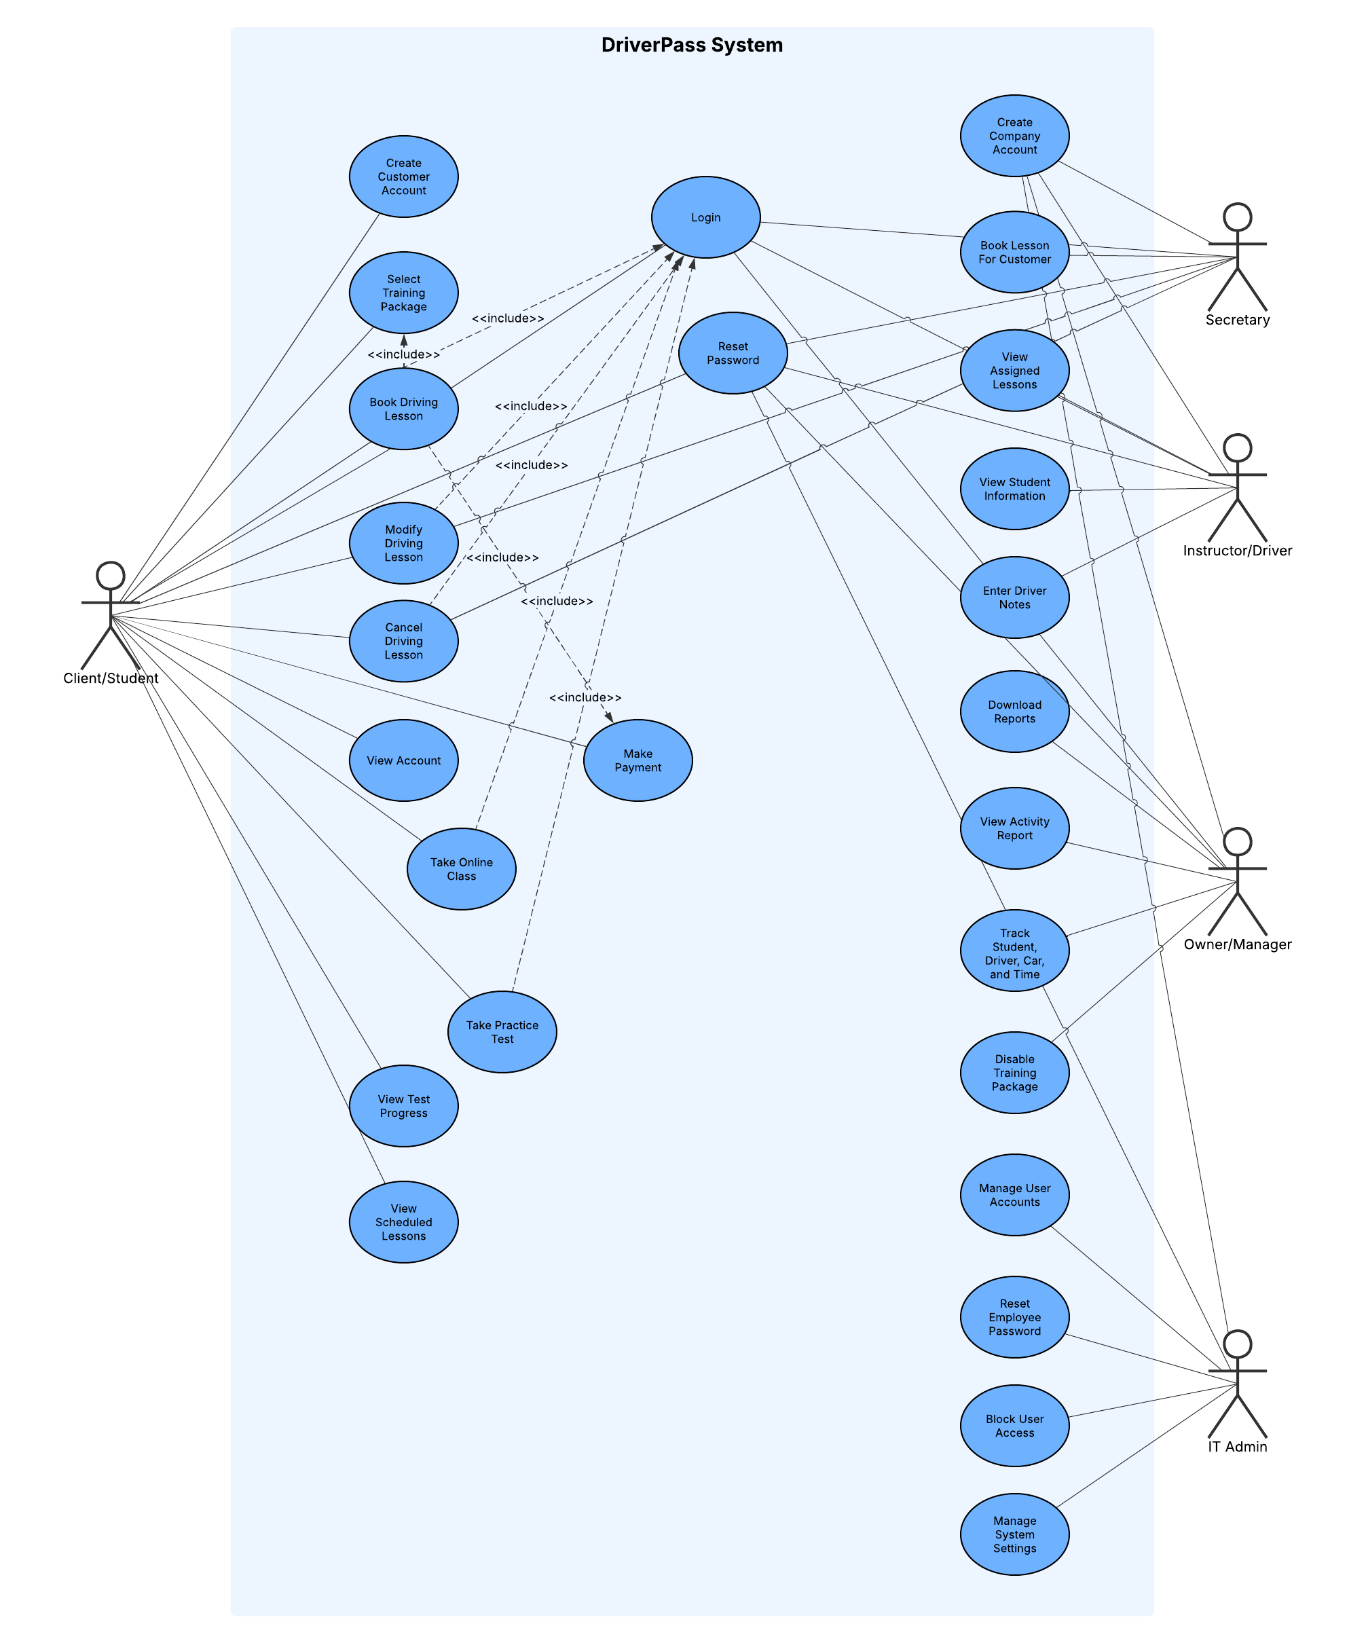 DriverPass System
Create
Customer
Account
Select
Training
Package
<<include>>
<<include>>
Book Driving
Lesson
<<include>>
<<include>>
Modify
Driving
Lesson
<<include>>
<<include>>
Cancel
Driving
Lesson
<<include>>
View Account
Make
Payment
Take Online
Class
Take Practice
Test
View Test
Progress
View
Scheduled
Lessons
Client/Student
Login
Reset
Password
Create
Company
Account
Book Lesson
For Customer
View
Assigned
Lessons
View Student
Information
Enter Driver
Notes
Download
Reports
View Activity
Report
Track
Student,
Driver, Car,
and Time
Disable
Training
Package
Manage User
Accounts
Reset
Employee
Password
Block User
Access
Manage
System
Settings
Secretary
Instructor/Driver
Owner/Manager
IT Admin